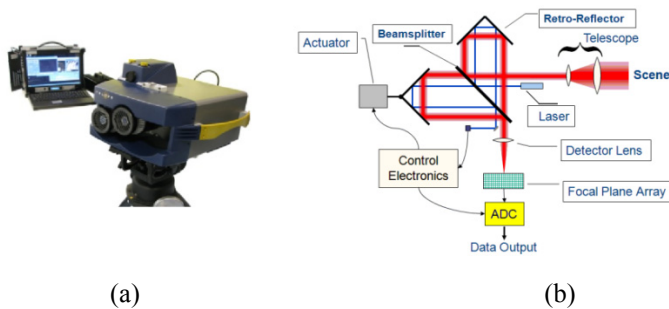 Actuator
Beamsplitter
Retro-Reflector
Telescope
Scene
Laser
Detector Lens
Control
Electronics
Focal Plane Array
ADC
Data Output
(a)
(b)